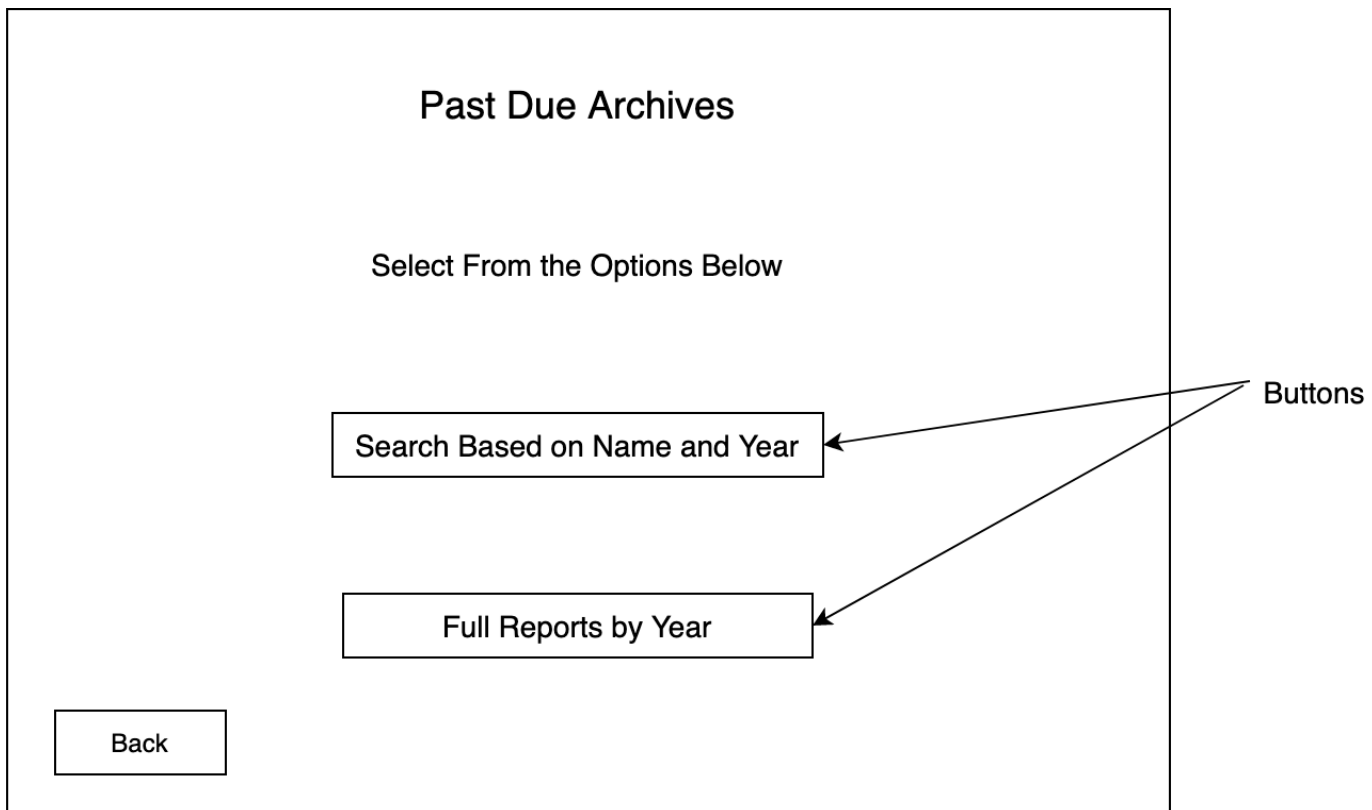 Past Due Archives
Select From the Options Below
Buttons
Search Based on Name and Year
Full Reports by Year
Back